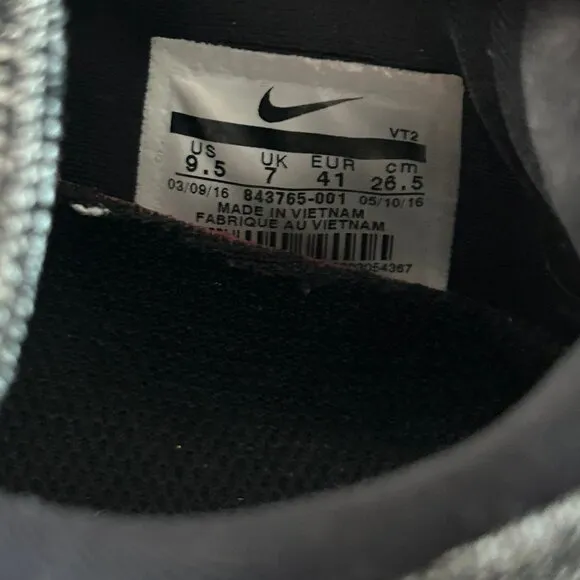 VT2
US UK EUR cm
9.5 7 41 26.5
03/09/16 843765-001 05/10/16
MADE IN VIETNAM
FABRIQUE AU VIETNAM